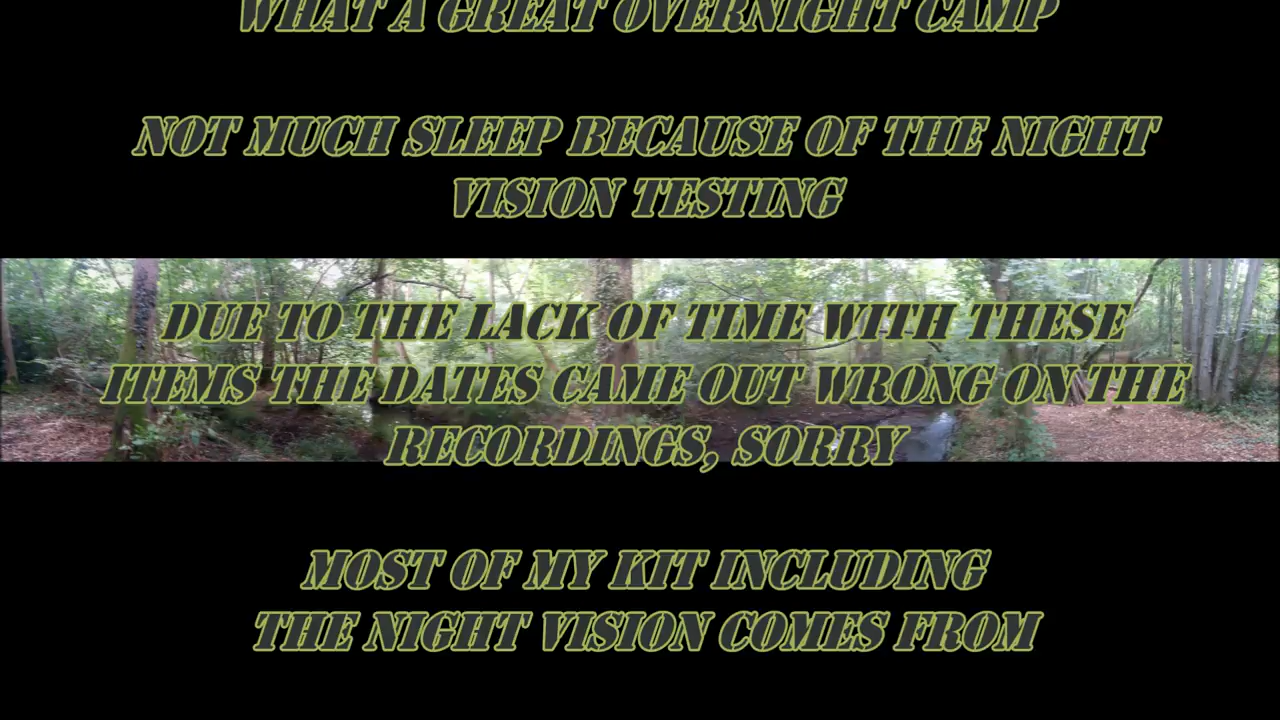 WHAT A GREAT OVERNIGHT CAMP
NOT MUCH SLEEP BECAUSE OF THE NIGHT
VISION TESTING
DUE TO THE LACK OF TIME WITH THESE
ITEMS THE DATES CAME OUT WRONG ON THE
RECORDINGS, SORRY
MOST OF MY KIT INCLUDING
THE NIGHT VISION COMES FROM